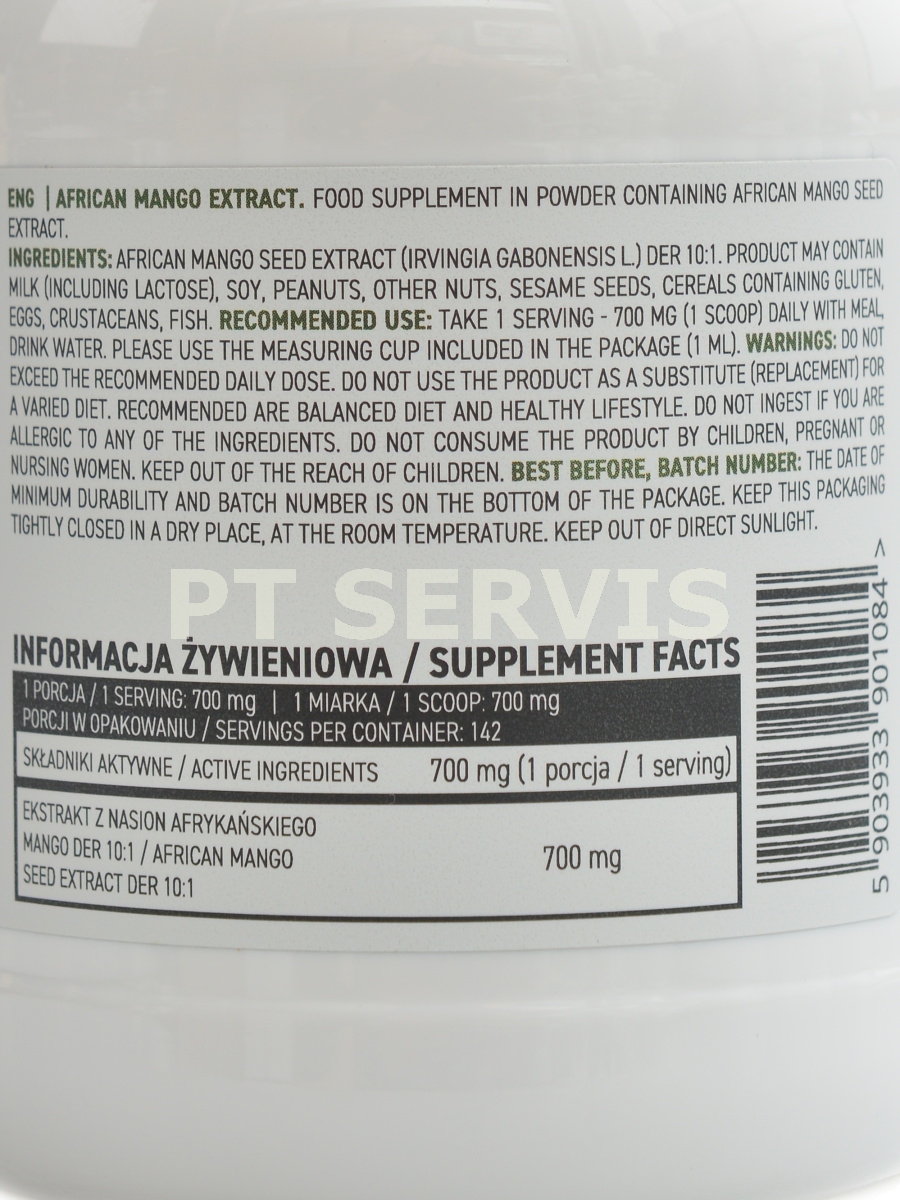 ENG | AFRICAN MANGO EXTRACT. FOOD SUPPLEMENT IN POWDER CONTAINING AFRICAN MANGO SEED
EXTRACT.
INGREDIENTS: AFRICAN MANGO SEED EXTRACT (IRVINGIA GABONENSIS L.) DER 10:1. PRODUCT MAY CONTAIN
MILK (INCLUDING LACTOSE), SOY, PEANUTS, OTHER NUTS, SESAME SEEDS, CEREALS CONTAINING GLUTEN,
EGGS, CRUSTACEANS, FISH. RECOMMENDED USE: TAKE 1 SERVING - 700 MG (1 SCOOP) DAILY WITH MEAL,
DRINK WATER. PLEASE USE THE MEASURING CUP INCLUDED IN THE PACKAGE (1 ML). WARNINGS: DO NOT
EXCEED THE RECOMMENDED DAILY DOSE. DO NOT USE THE PRODUCT AS A SUBSTITUTE (REPLACEMENT) FOR
A VARIED DIET. RECOMMENDED ARE BALANCED DIET AND HEALTHY LIFESTYLE. DO NOT INGEST IF YOU ARE
ALLERGIC TO ANY OF THE INGREDIENTS. DO NOT CONSUME THE PRODUCT BY CHILDREN, PREGNANT OR
NURSING WOMEN. KEEP OUT OF THE REACH OF CHILDREN. BEST BEFORE, BATCH NUMBER: THE DATE OF
MINIMUM DURABILITY AND BATCH NUMBER IS ON THE BOTTOM OF THE PACKAGE. KEEP THIS PACKAGING
TIGHTLY CLOSED IN A DRY PLACE, AT THE ROOM TEMPERATURE. KEEP OUT OF DIRECT SUNLIGHT.
PT SERVIS
INFORMACJA ŻYWIENIOWA / SUPPLEMENT FACTS
1 PORCJA / 1 SERVING: 700 mg | 1 MIARKA / 1 SCOOP: 700 mg
PORCJI W OPAKOWANIU / SERVINGS PER CONTAINER: 142
SKŁADNIKI AKTYWNE / ACTIVE INGREDIENTS 700 mg (1 porcja / 1 serving)
EKSTRAKT Z NASION AFRYKAŃSKIEGO
MANGO DER 10:1 / AFRICAN MANGO 700 mg
SEED EXTRACT DER 10:1
5 903933 901084 >